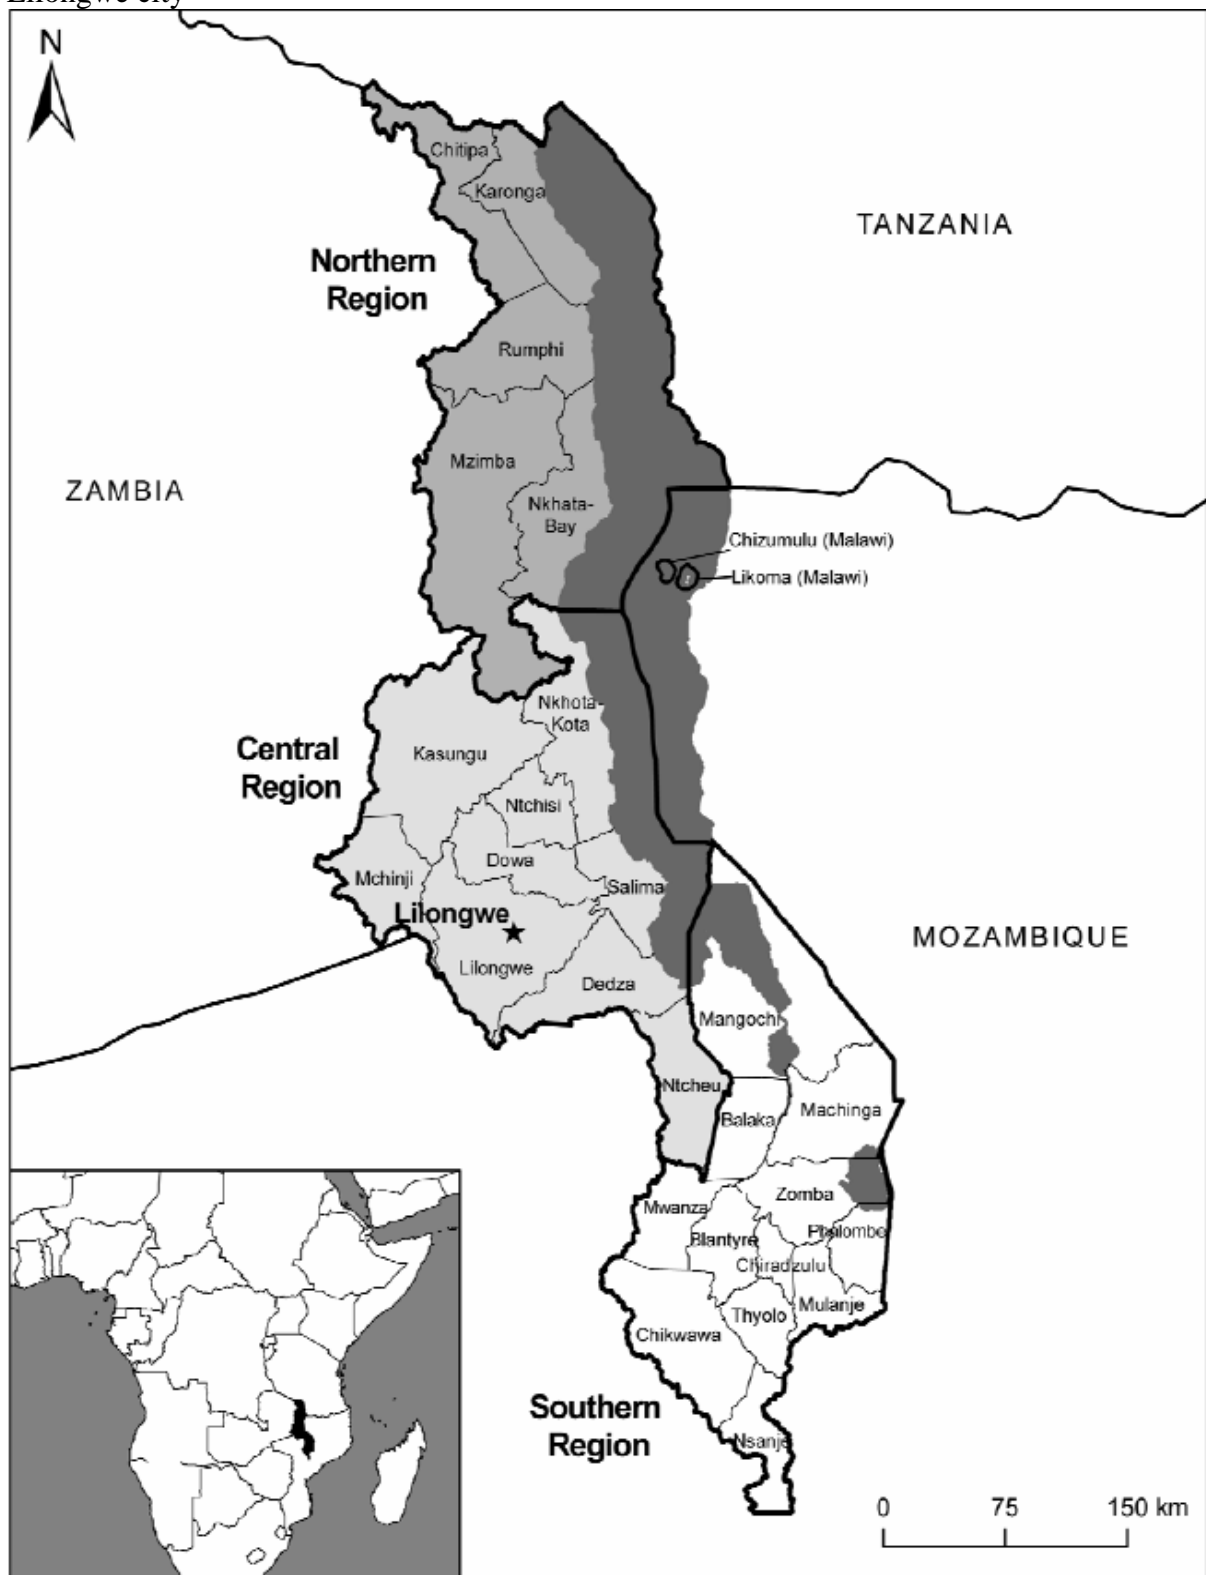 Lilongwe city
N
Chitipa
Karonga
TANZANIA
Northern
Region
Rumphi
Mzimba
ZAMBIA
Nkhata-
Bay
Chizumulu (Malawi)
Likoma (Malawi)
Nkhota-
Kota
Central
Region
Kasungu
Ntchisi
Dowa
Mchinji
Salima
Lilongwe
MOZAMBIQUE
Lilongwe
Dedza
Mangochi
Ntcheu
Balaka
Machinga
Zomba
Mwanza
Phalombe
Blantyre
Chiradzulu
Mulanje
Thyolo
Chikwawa
Southern
Region
Nsanje
0 75 150 km